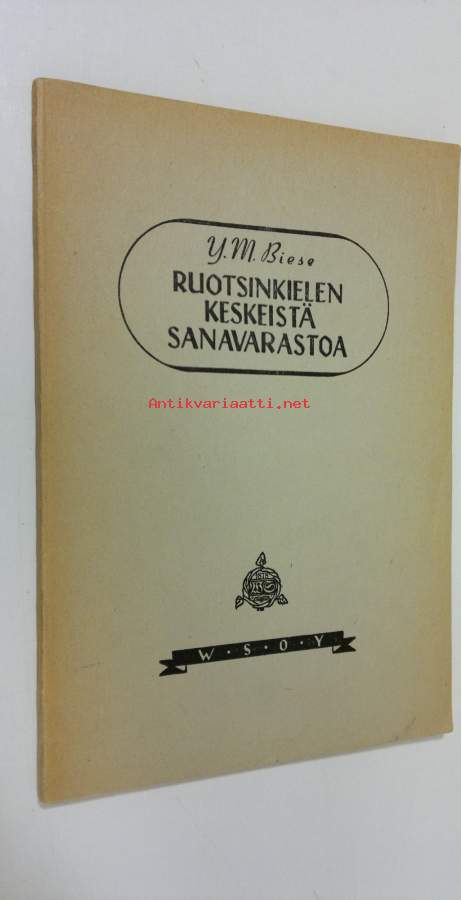 Y.M. Biese
RUOTSINKIELEN
KESKEISTÄ
SANAVARASTOA
Antikvariaatti.net
W·S·O·Y